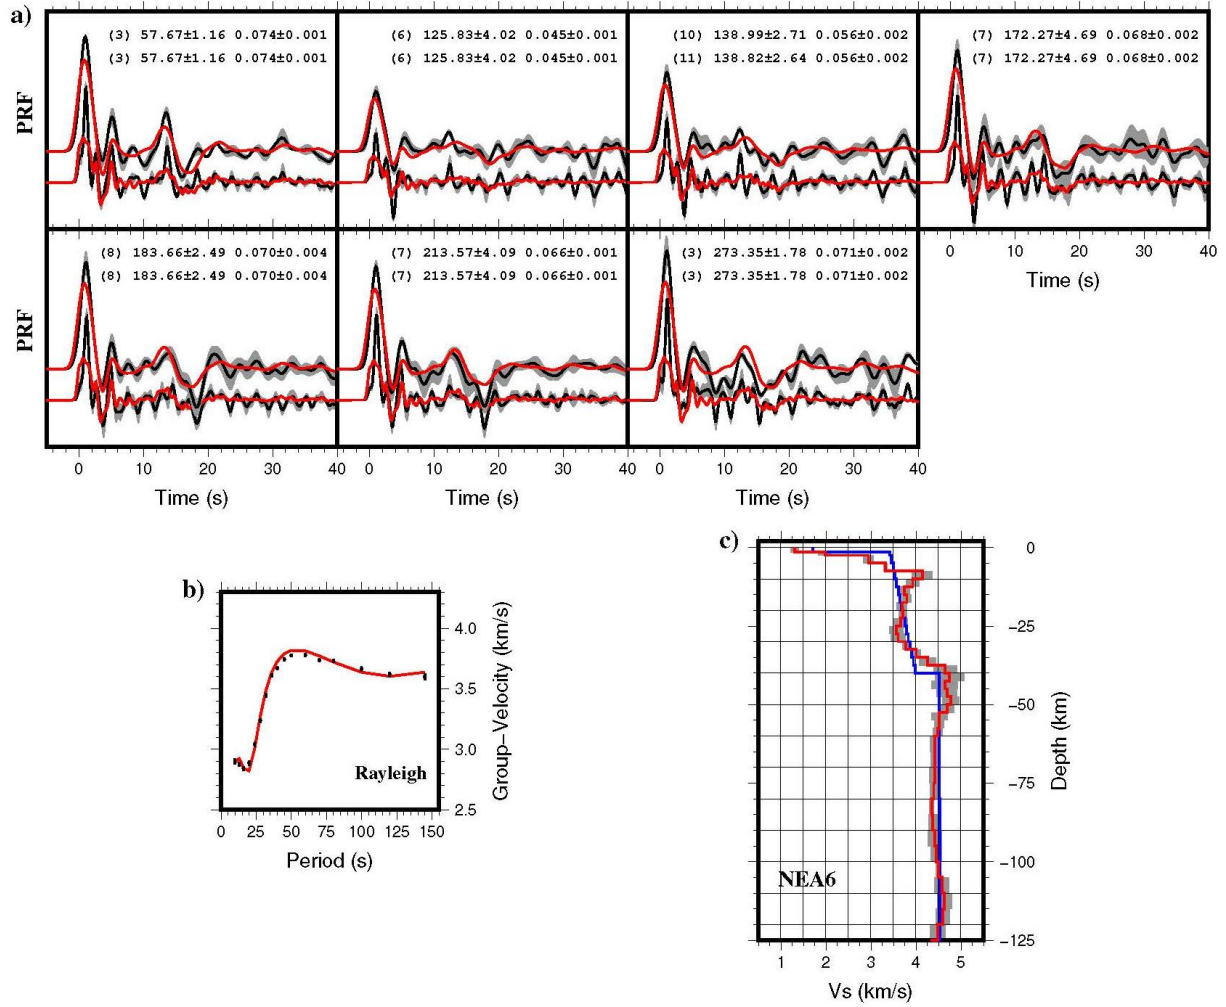 a)
(3) 57.67±1.16 0.074±0.001
(3) 57.67±1.16 0.074±0.001
(6) 125.83±4.02 0.045±0.001
(6) 125.83±4.02 0.045±0.001
(10) 138.99±2.71 0.056±0.002
(11) 138.82±2.64 0.056±0.002
(7) 172.27±4.69 0.068±0.002
(7) 172.27±4.69 0.068±0.002
PRF
0 10 20 30 40
Time (s)
(8) 183.66±2.49 0.070±0.004
(8) 183.66±2.49 0.070±0.004
(7) 213.57±4.09 0.066±0.001
(7) 213.57±4.09 0.066±0.001
(3) 273.35±1.78 0.071±0.002
(3) 273.35±1.78 0.071±0.002
PRF
0 10 20 30 40
0 10 20 30 40
0 10 20 30 40
Time (s)
Time (s)
Time (s)
b)
4.0
3.5
3.0
2.5
Group-Velocity (km/s)
Rayleigh
0 25 50 75 100 125 150
Period (s)
c)
0
-25
-50
-75
-100
-125
Depth (km)
NEA6
1 2 3 4 5
Vs (km/s)